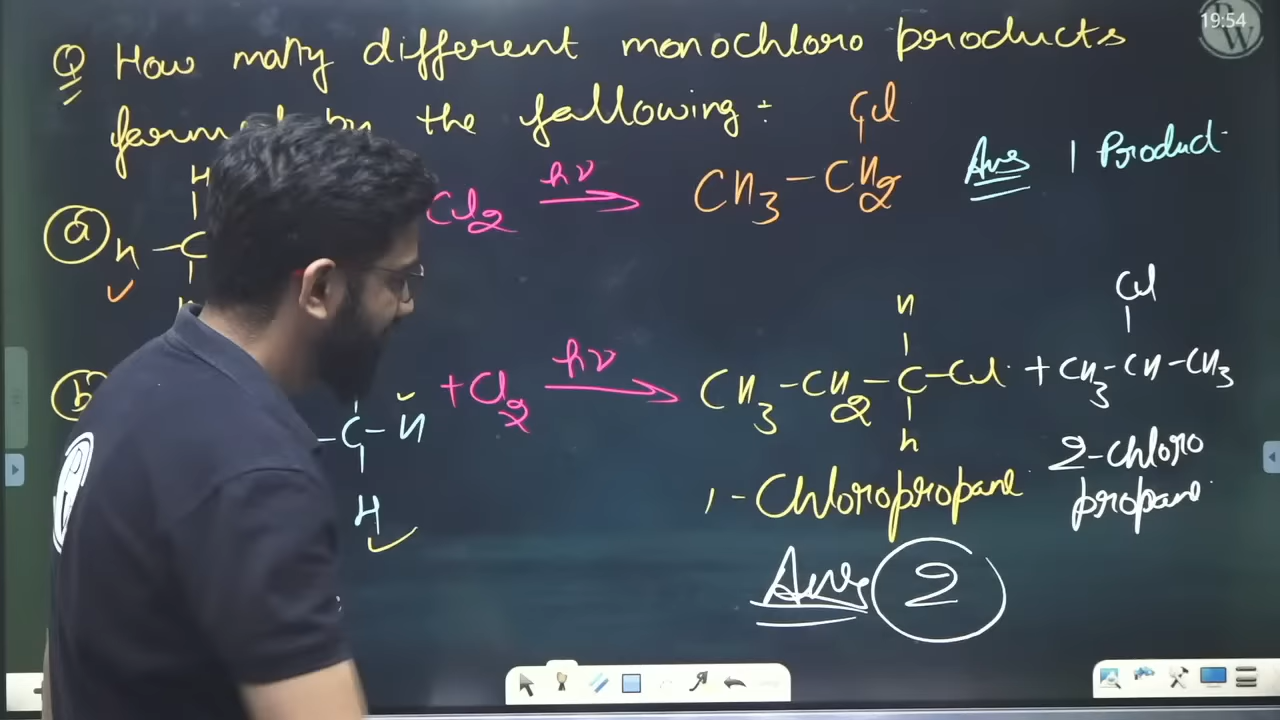 19:54
PW
Q How many different monochloro products
formed by the following :
Cl
H
Cl2 hν CH3 - CH2 Ans 1 Product
a H - C
H
Cl
H
b + Cl2 hν CH3 - CH2 - C - Cl + CH3 - CH - CH3
- C - H
H
H
1 - Chloropropane
2 - Chloro
propane
Ans 2